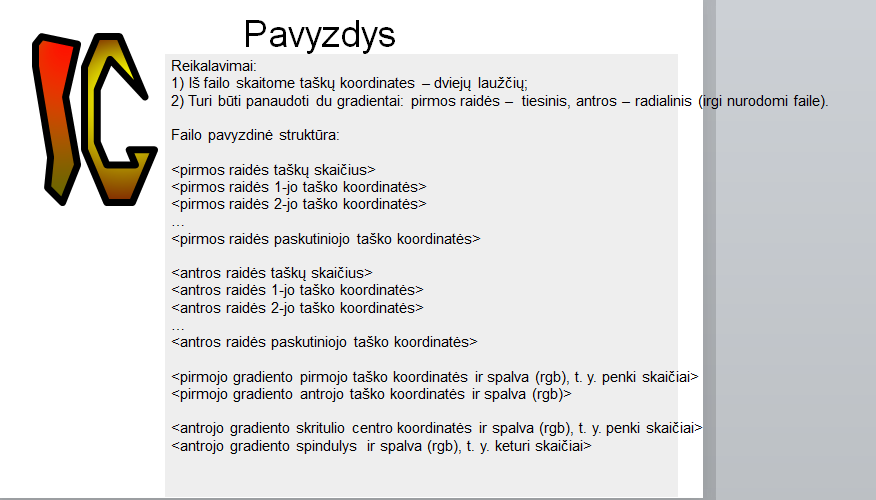 Pavyzdys
IC
Reikalavimai:
1) Iš failo skaitome taškų koordinates – dviejų laužčių;
2) Turi būti panaudoti du gradientai: pirmos raidės – tiesinis, antros – radialinis (irgi nurodomi faile).
Failo pavyzdinė struktūra:
<pirmos raidės taškų skaičius>
<pirmos raidės 1-jo taško koordinatės>
<pirmos raidės 2-jo taško koordinatės>
…
<pirmos raidės paskutiniojo taško koordinatės>
<antros raidės taškų skaičius>
<antros raidės 1-jo taško koordinatės>
<antros raidės 2-jo taško koordinatės>
…
<antros raidės paskutiniojo taško koordinatės>
<pirmojo gradiento pirmojo taško koordinatės ir spalva (rgb), t. y. penki skaičiai>
<pirmojo gradiento antrojo taško koordinatės ir spalva (rgb)>
<antrojo gradiento skritulio centro koordinatės ir spalva (rgb), t. y. penki skaičiai>
<antrojo gradiento spindulys ir spalva (rgb), t. y. keturi skaičiai>